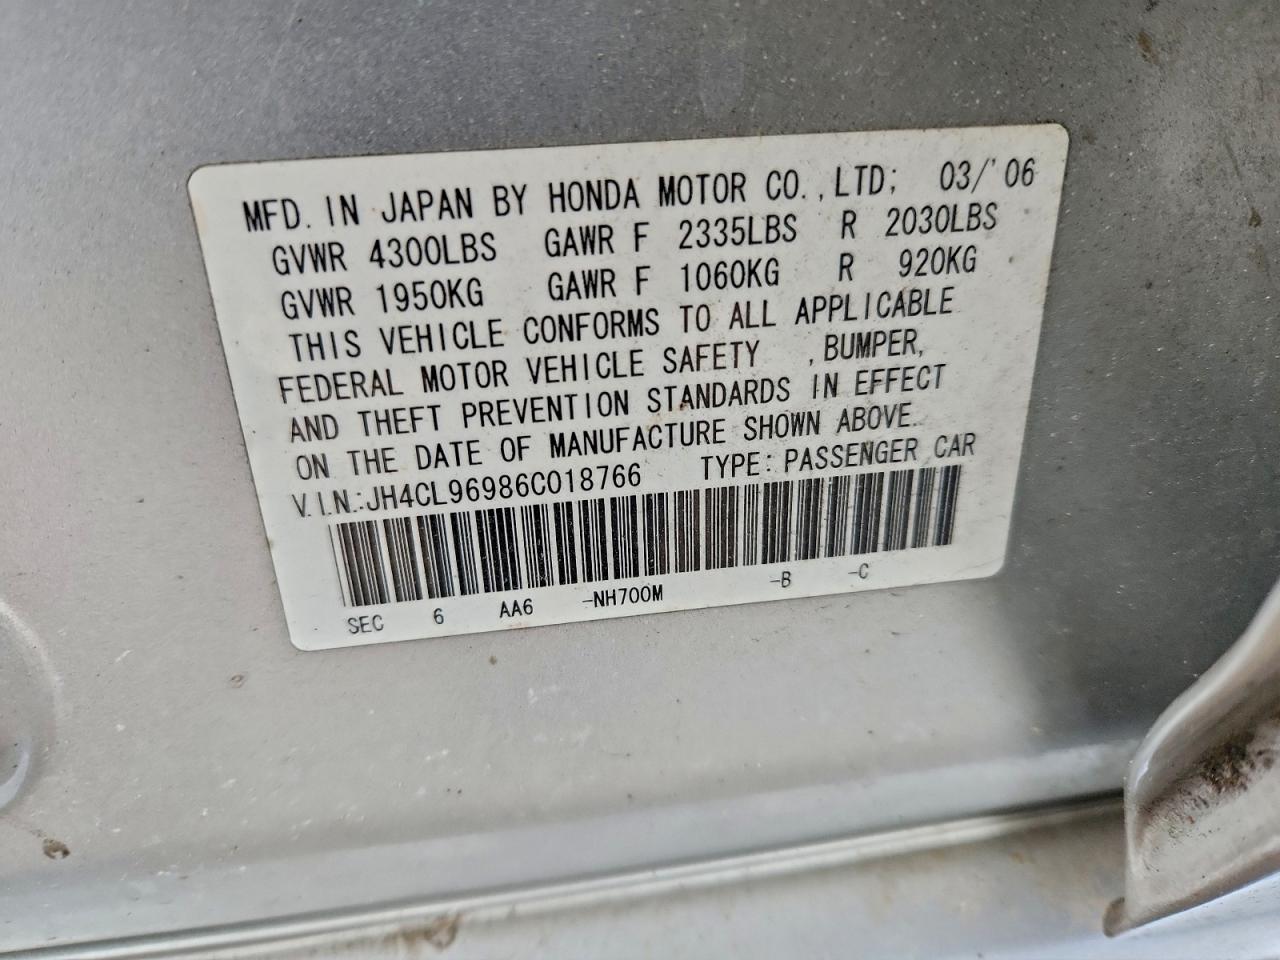 MFD. IN JAPAN BY HONDA MOTOR CO.,LTD; 03/'06
GVWR 4300LBS GAWR F 2335LBS R 2030LBS
GVWR 1950KG GAWR F 1060KG R 920KG
THIS VEHICLE CONFORMS TO ALL APPLICABLE
FEDERAL MOTOR VEHICLE SAFETY , BUMPER,
AND THEFT PREVENTION STANDARDS IN EFFECT
ON THE DATE OF MANUFACTURE SHOWN ABOVE.
V.I.N.:JH4CL96986C018766 TYPE: PASSENGER CAR
SEC 6 AA6 -NH700M -B -C